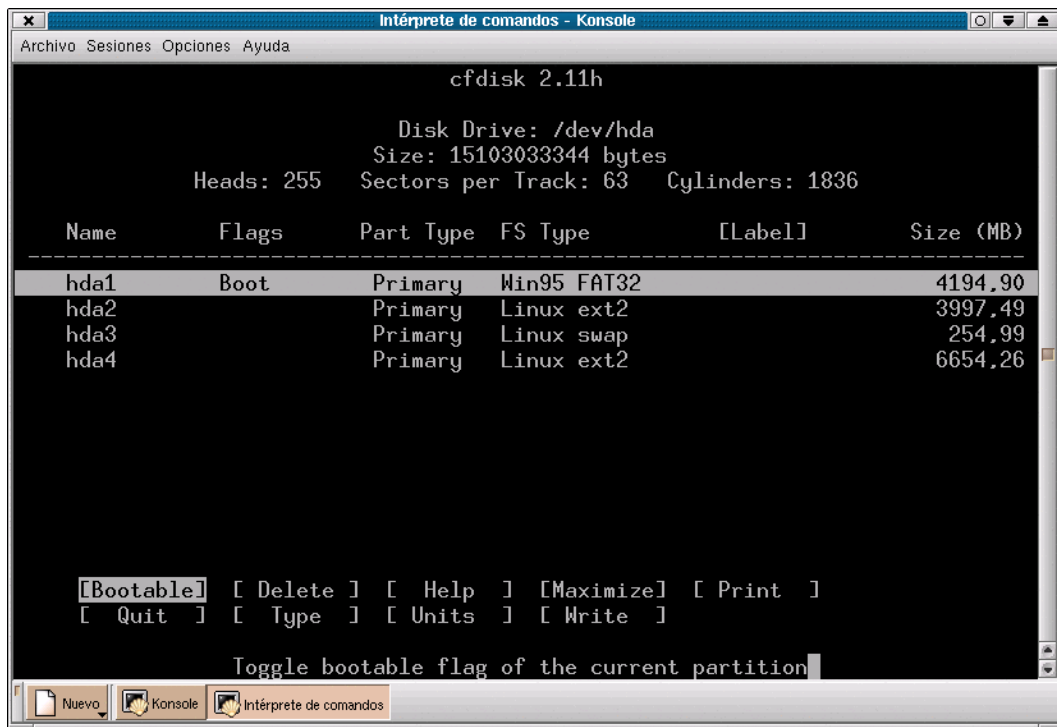 Intérprete de comandos - Konsole
Archivo Sesiones Opciones Ayuda
cfdisk 2.11h
Disk Drive: /dev/hda
Size: 15103033344 bytes
Heads: 255 Sectors per Track: 63 Cylinders: 1836
Name Flags Part Type FS Type [Label] Size (MB)
hda1 Boot Primary Win95 FAT32 4194,90
hda2 Primary Linux ext2 3997,49
hda3 Primary Linux swap 254,99
hda4 Primary Linux ext2 6654,26
[Bootable] [ Delete ] [ Help ] [Maximize] [ Print ]
[ Quit ] [ Type ] [ Units ] [ Write ]
Toggle bootable flag of the current partition
Nuevo Konsole Intérprete de comandos